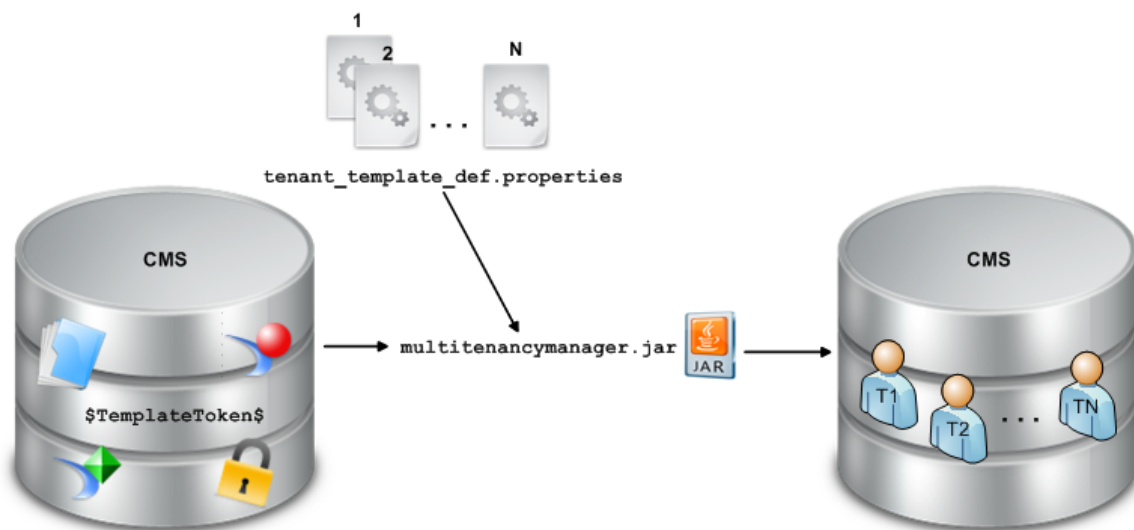 1
2
N
. . .
tenant_template_def.properties
CMS
CMS
multitenancymanager.jar
JAR
$TemplateToken$
T1
T2
. . .
TN